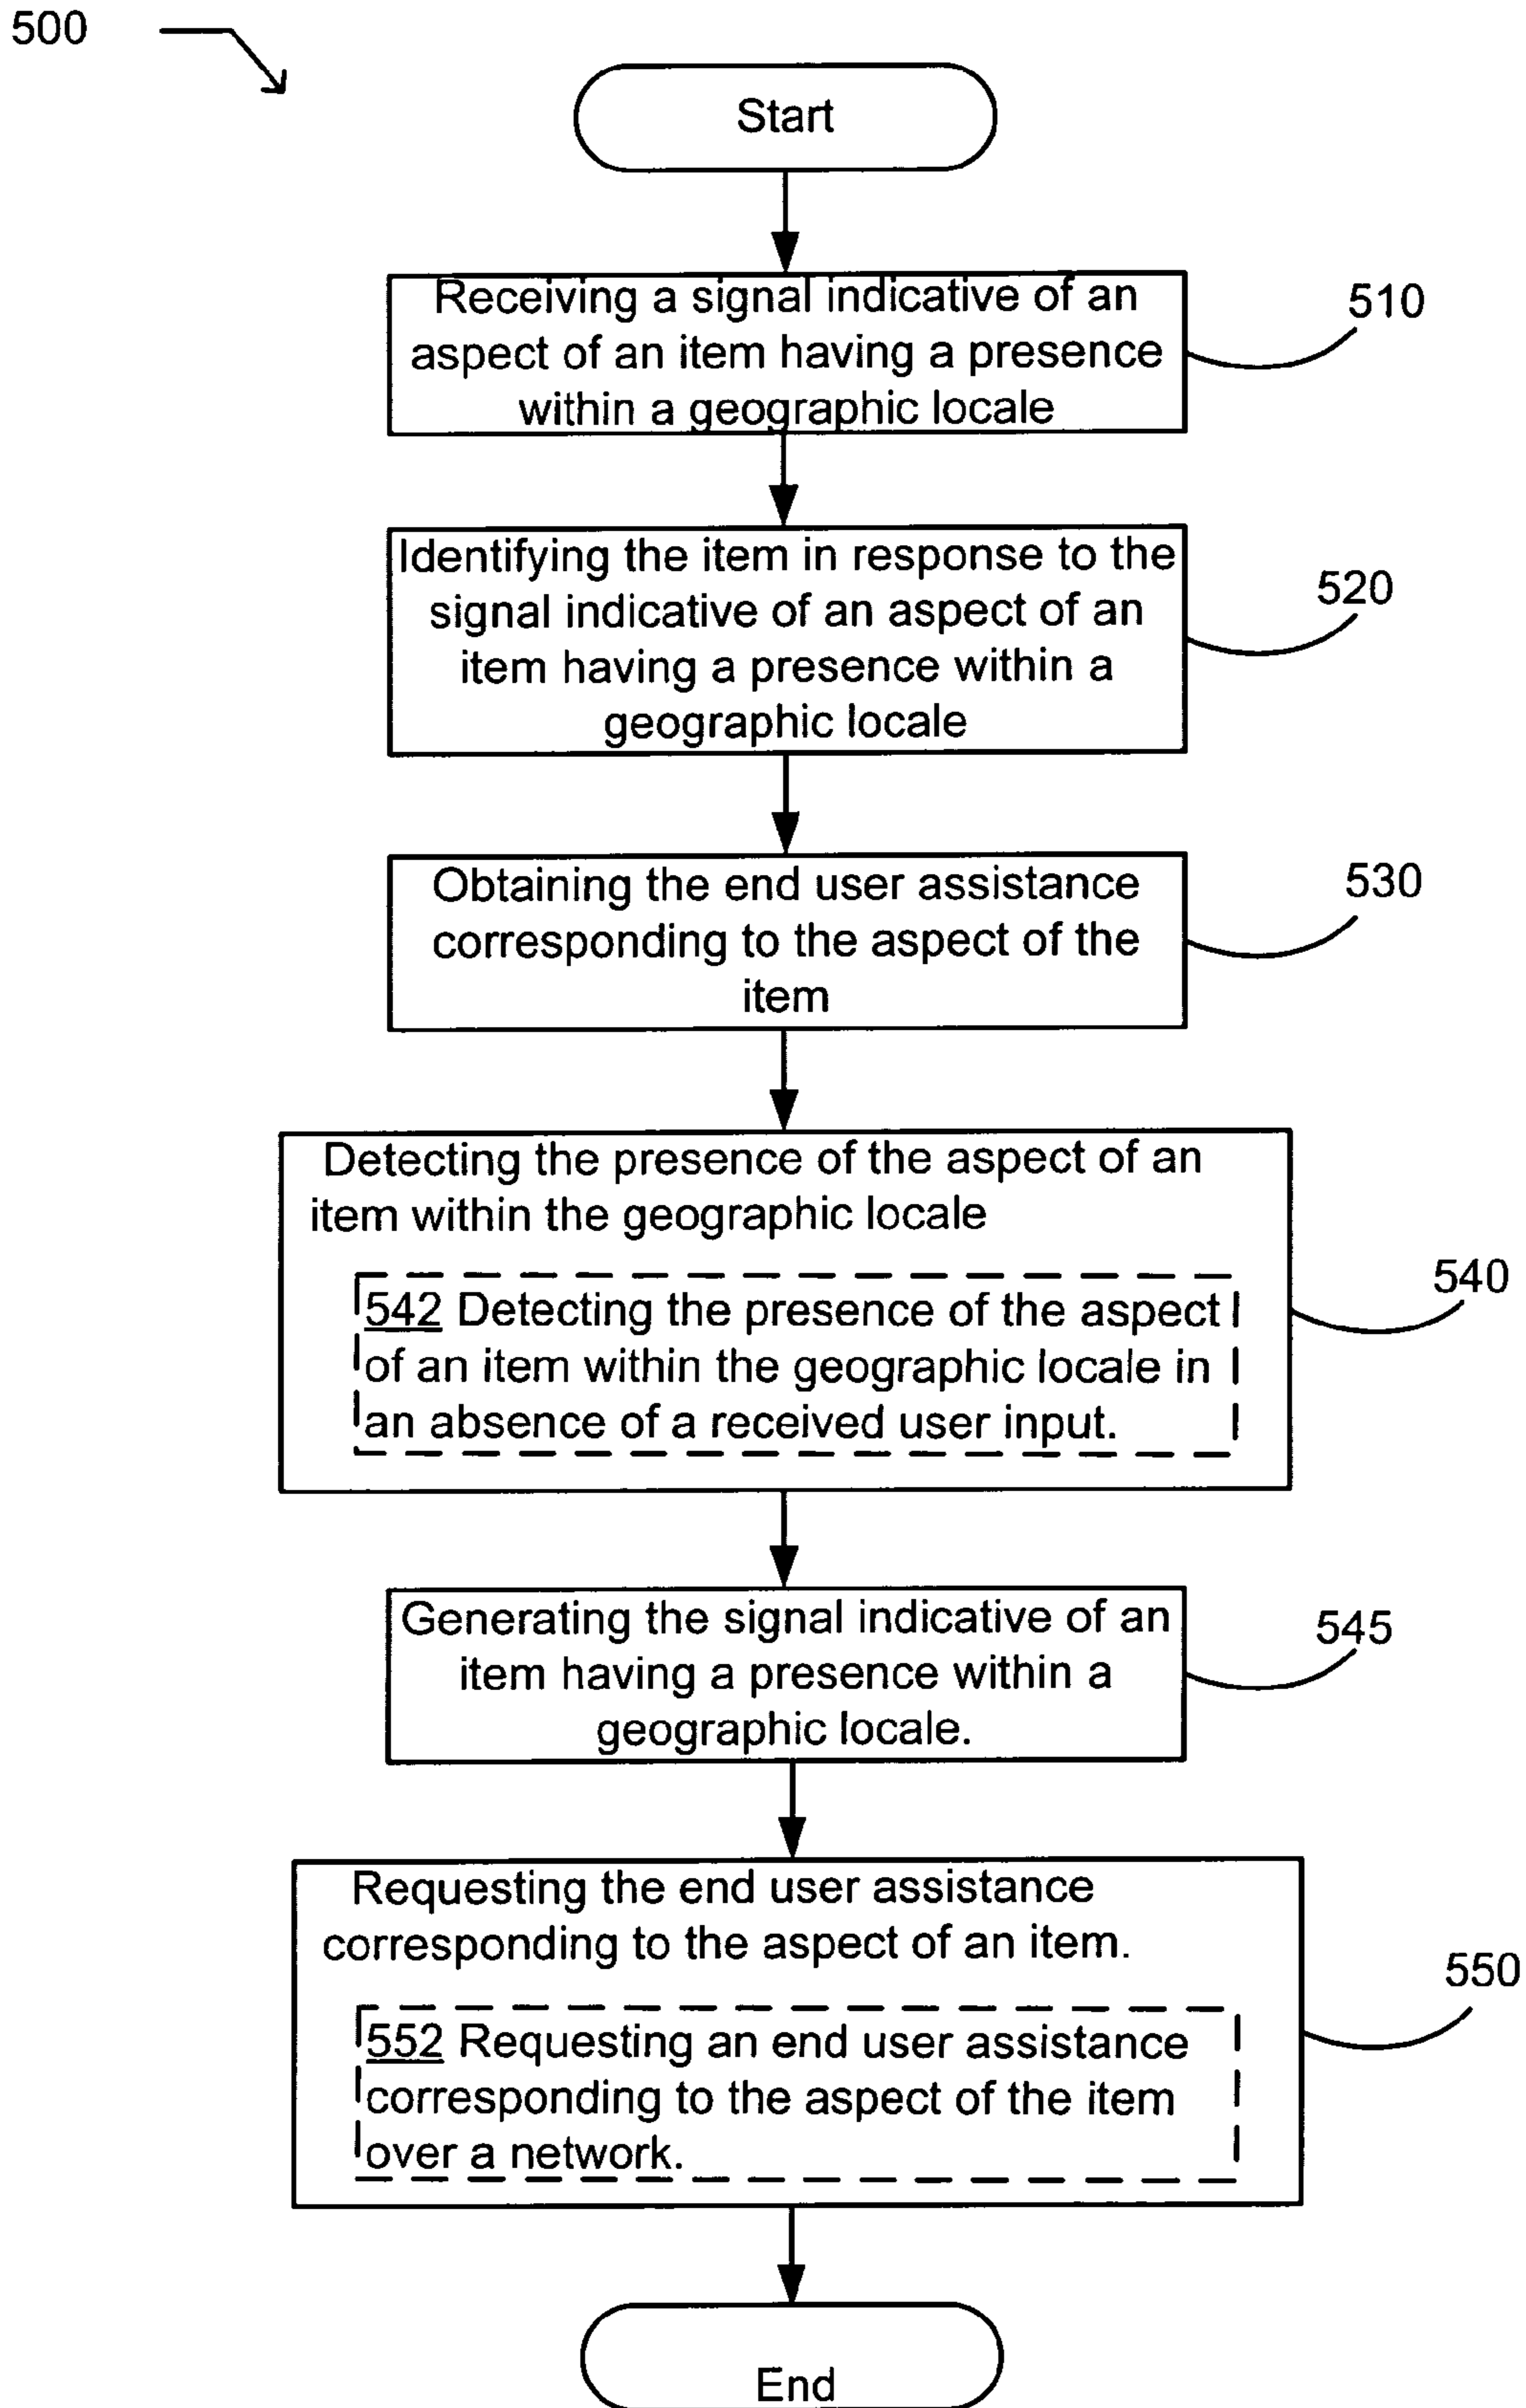 500
Start
Receiving a signal indicative of an
aspect of an item having a presence
within a geographic locale
510
Identifying the item in response to the
signal indicative of an aspect of an
item having a presence within a
geographic locale
520
Obtaining the end user assistance
corresponding to the aspect of the
item
530
Detecting the presence of the aspect of an
item within the geographic locale
542 Detecting the presence of the aspect
of an item within the geographic locale in
an absence of a received user input.
540
Generating the signal indicative of an
item having a presence within a
geographic locale.
545
Requesting the end user assistance
corresponding to the aspect of an item.
552 Requesting an end user assistance
corresponding to the aspect of the item
over a network.
550
End